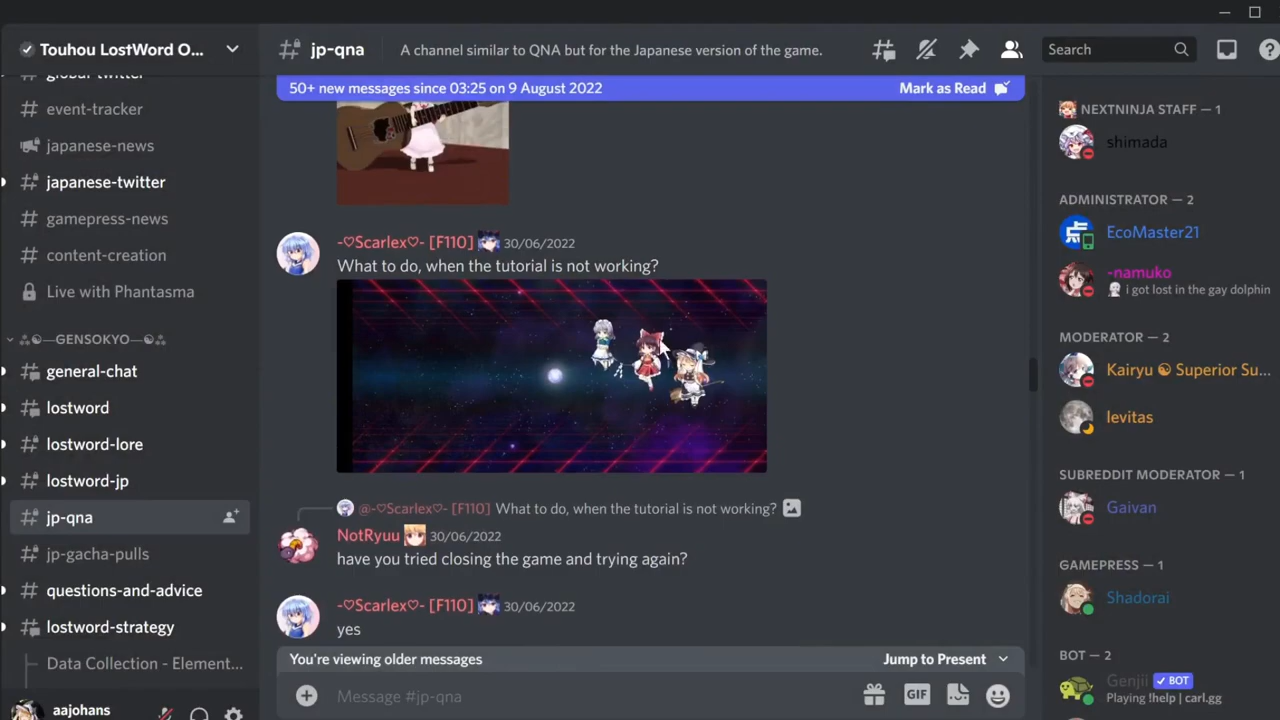 Touhou LostWord O...
global-twitter
event-tracker
japanese-news
japanese-twitter
gamepress-news
content-creation
Live with Phantasma
—GENSOKYO—
general-chat
lostword
lostword-lore
lostword-jp
jp-qna
jp-gacha-pulls
questions-and-advice
lostword-strategy
Data Collection - Element...
aajohans
jp-qna
A channel similar to QNA but for the Japanese version of the game.
Search
50+ new messages since 03:25 on 9 August 2022
Mark as Read
-♡Scarlex♡- [F110] 30/06/2022
What to do, when the tutorial is not working?
@-♡Scarlex♡- [F110] What to do, when the tutorial is not working?
NotRyuu 30/06/2022
have you tried closing the game and trying again?
-♡Scarlex♡- [F110] 30/06/2022
yes
You're viewing older messages
Jump to Present
Message #jp-qna
GIF
NEXTNINJA STAFF — 1
shimada
ADMINISTRATOR — 2
点
EcoMaster21
-namuko
i got lost in the gay dolphin
MODERATOR — 2
Kairyu ☯ Superior Su...
levitas
SUBREDDIT MODERATOR — 1
Gaivan
GAMEPRESS — 1
Shadorai
BOT — 2
Genjii ✓ BOT
Playing !help | carl.gg